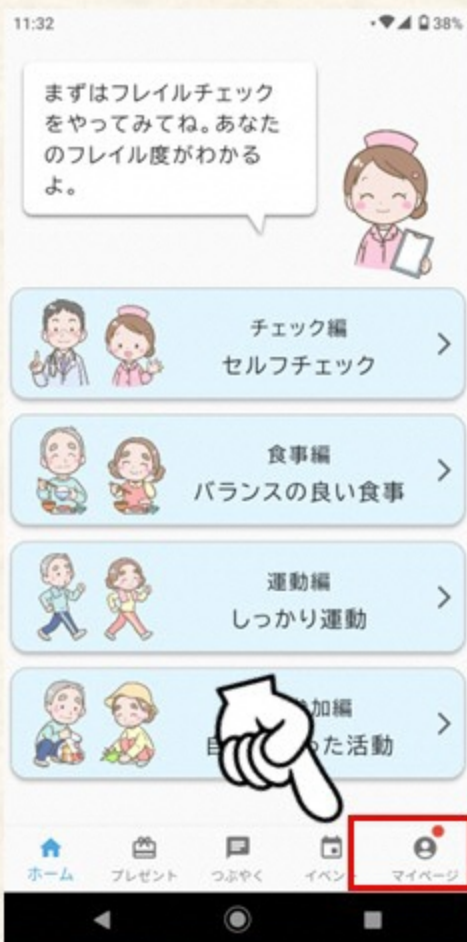 11:32
38%
まずはフレイルチェック
をやってみてね。あなた
のフレイル度がわかる
よ。
チェック編
セルフチェック
食事編
バランスの良い食事
運動編
しっかり運動
加編
った活動
ホーム
プレゼント
つぶやく
イベン
マイページ